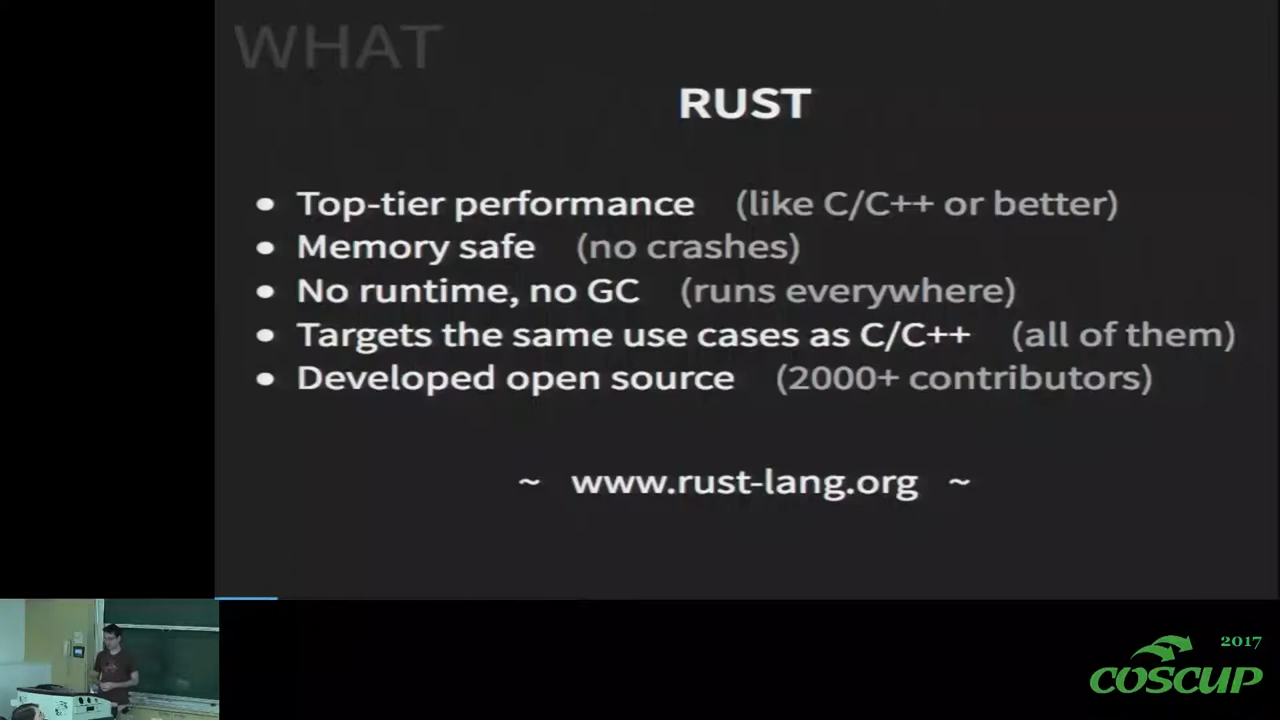 WHAT
RUST
• Top-tier performance (like C/C++ or better)
• Memory safe (no crashes)
• No runtime, no GC (runs everywhere)
• Targets the same use cases as C/C++ (all of them)
• Developed open source (2000+ contributors)
~ www.rust-lang.org ~
2017
COSCUP